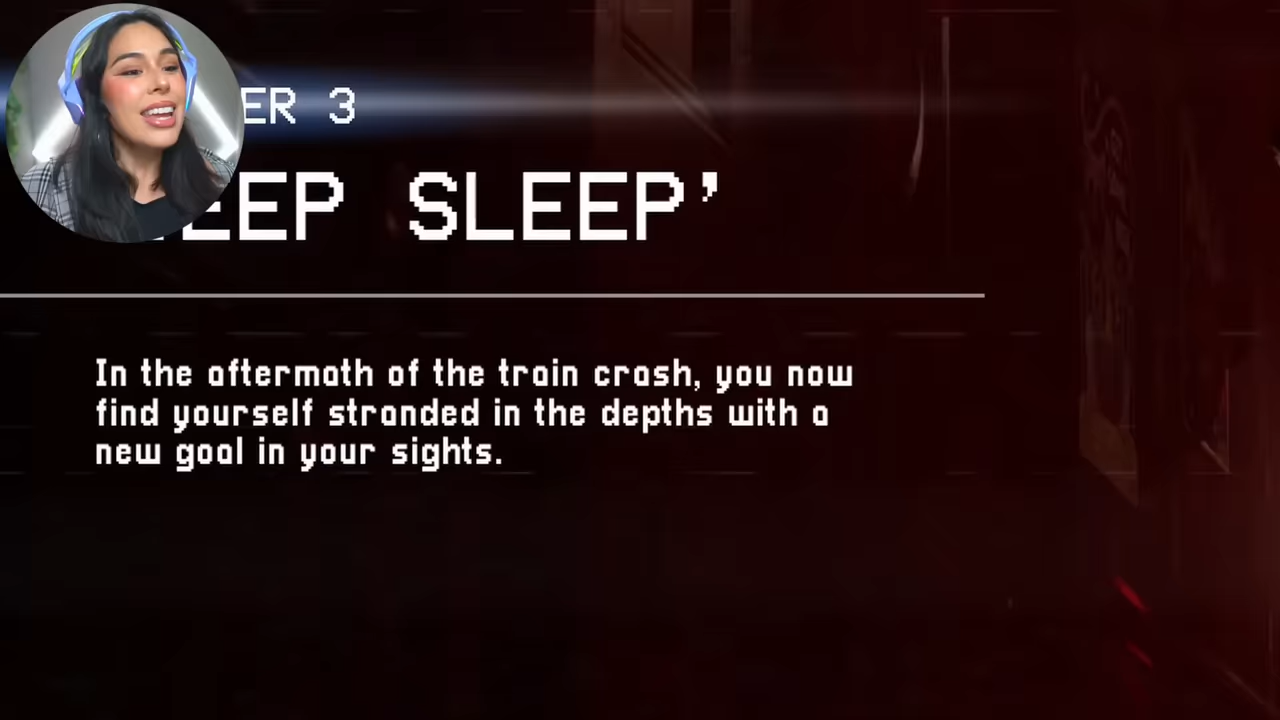 ER 3
EEP SLEEP'
In the aftermath of the train crash, you now
find yourself stranded in the depths with a
new goal in your sights.